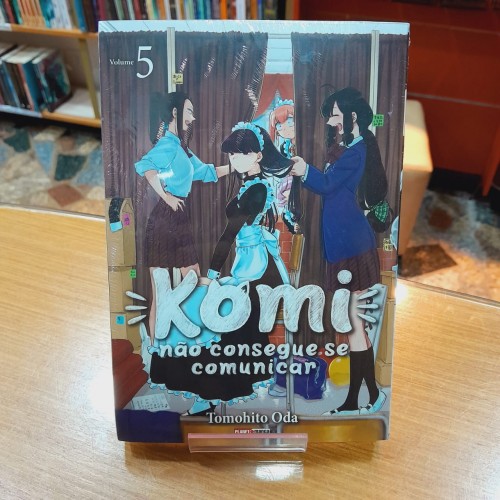 Volume 5
Komi
não consegue se
comunicar
Tomohito Oda